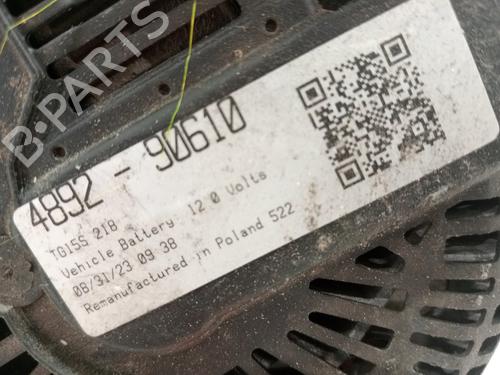 B-PARTS
4892 - 90610
TG15S 218
Vehicle Battery: 12.0 Volts
08/31/23 09 38
Remanufactured in Poland 522